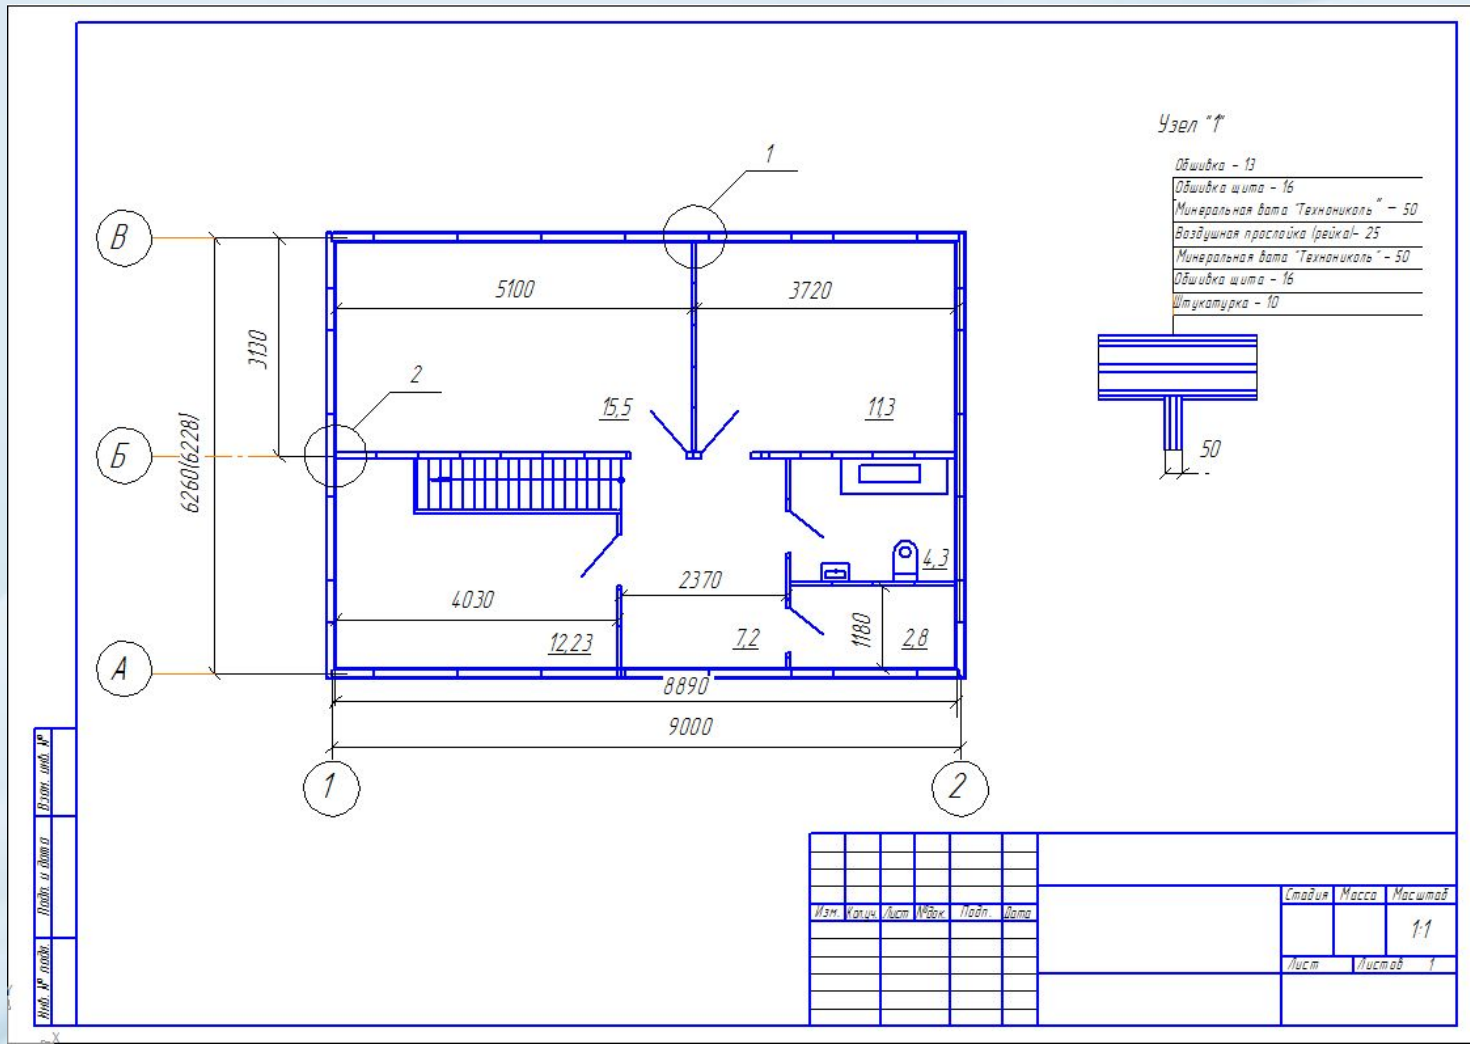 Узел "1"
Обшивка - 13
Обшивка щита - 16
Минеральная вата "Технониколь" - 50
Воздушная прослойка (рейка)- 25
Минеральная вата "Технониколь" - 50
Обшивка щита - 16
Штукатурка - 10
50
1
2
В
Б
А
3130
6260(6228)
5100
3720
15,5
11,3
4,3
2370
4030
12,23
7,2
1180
2,8
8890
9000
1
2
Взам. инв. №
Подп. и дата
Инв. № подл.
Изм. Кол.уч. Лист №док. Подп. Дата
Стадия Масса Масштаб
1:1
Лист Листов 1
X